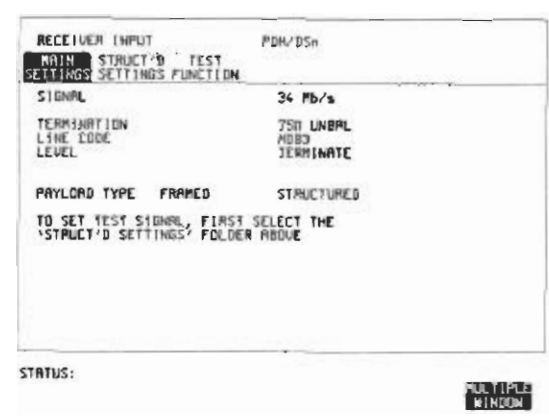 RECEIVER INPUT PDH/DSn
MAIN STRUCT'D TEST
SETTINGS SETTINGS FUNCTION
SIGNAL 34 Mb/s
TERMINATION 75Ω UNBAL
LINE CODE HDB3
LEVEL TERMINATE
PAYLOAD TYPE FRAMED STRUCTURED
TO SET TEST SIGNAL, FIRST SELECT THE
'STRUCT'D SETTINGS' FOLDER ABOVE
STATUS:
MULTIPLE
WINDOW